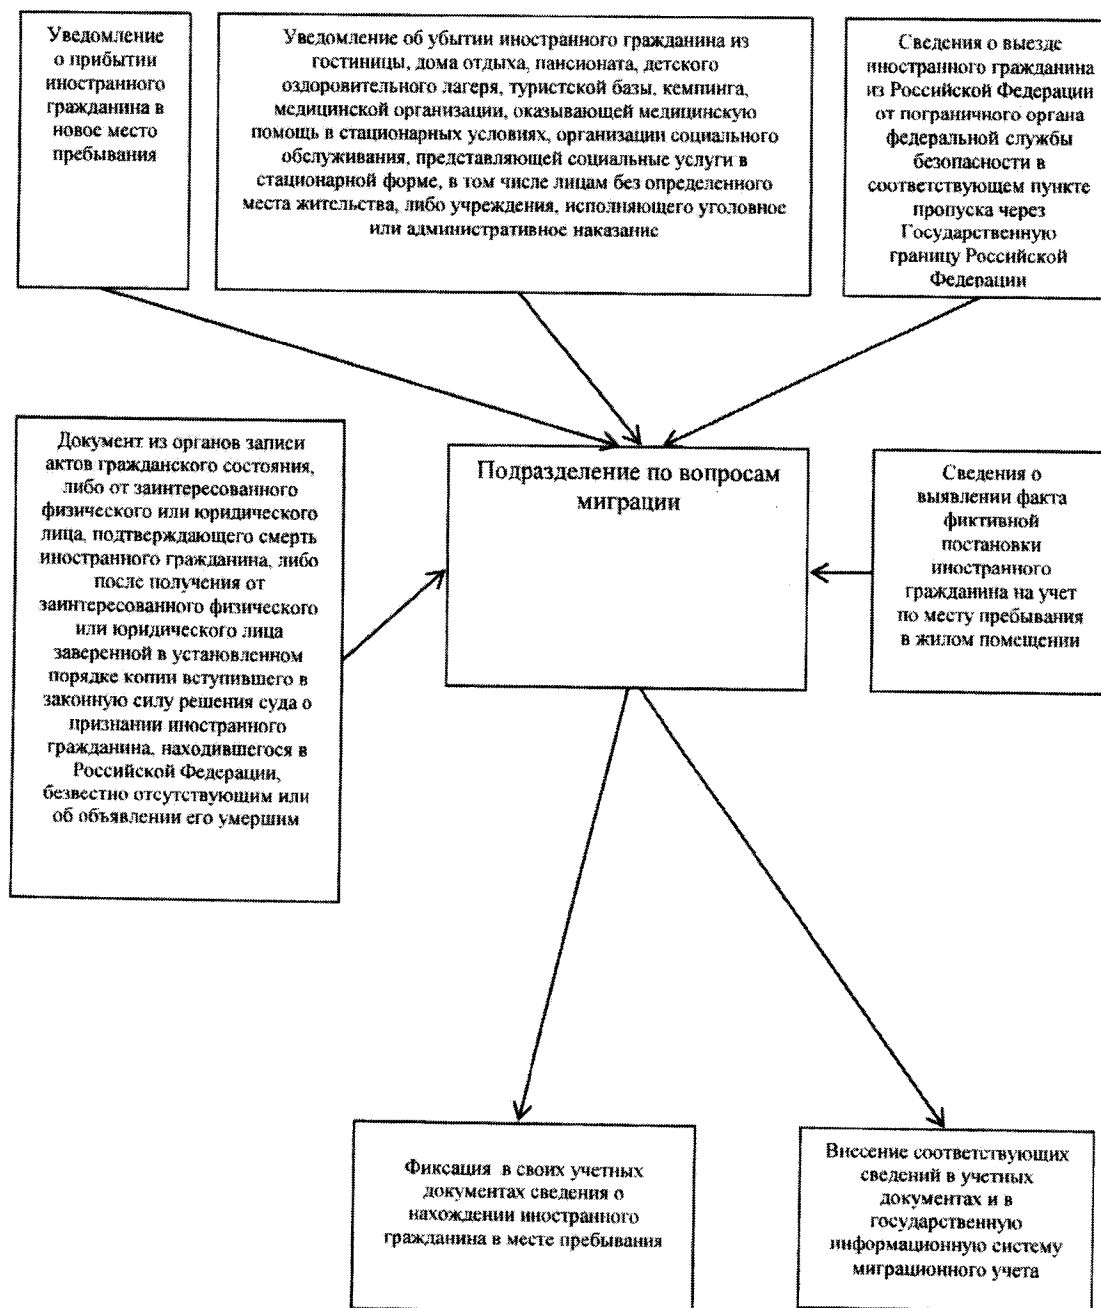 Уведомление
о прибытии
иностранного
гражданина в
новое место
пребывания
Уведомление об убытии иностранного гражданина из
гостиницы, дома отдыха, пансионата, детского
оздоровительного лагеря, туристской базы, кемпинга,
медицинской организации, оказывающей медицинскую
помощь в стационарных условиях, организации социального
обслуживания, представляющей социальные услуги в
стационарной форме, в том числе лицам без определенного
места жительства, либо учреждения, исполняющего уголовное
или административное наказание
Сведения о выезде
иностранного гражданина
из Российской Федерации
от пограничного органа
федеральной службы
безопасности в
соответствующем пункте
пропуска через
Государственную
границу Российской
Федерации
Документ из органов записи
актов гражданского состояния,
либо от заинтересованного
физического или юридического
лица, подтверждающего смерть
иностранного гражданина, либо
после получения от
заинтересованного физического
или юридического лица
заверенной в установленном
порядке копии вступившего в
законную силу решения суда о
признании иностранного
гражданина, находившегося в
Российской Федерации,
безвестно отсутствующим или
об объявлении его умершим
Подразделение по вопросам
миграции
Сведения о
выявлении факта
фиктивной
постановки
иностранного
гражданина на учет
по месту пребывания
в жилом помещении
Фиксация в своих учетных
документах сведения о
нахождении иностранного
гражданина в месте пребывания
Внесение соответствующих
сведений в учетных
документах и в
государственную
информационную систему
миграционного учета